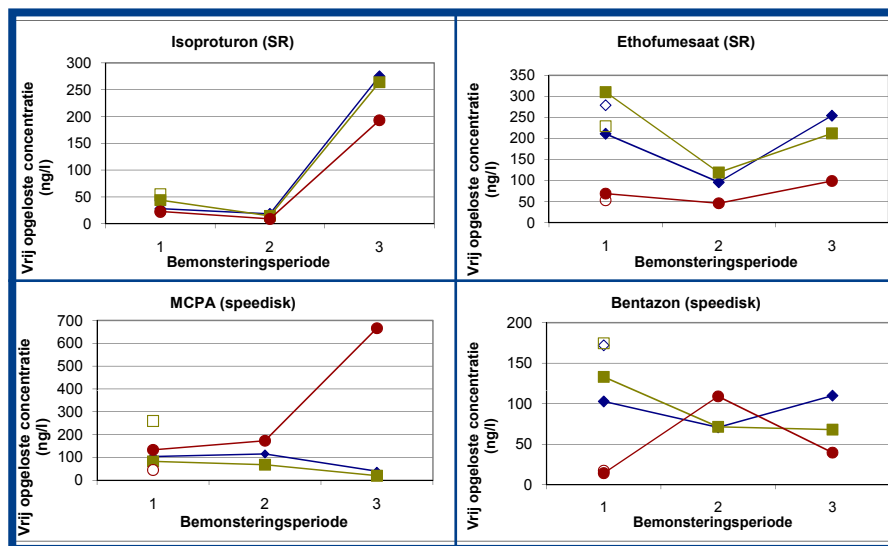 Isoproturon (SR)
Vrij opgeloste concentratie
(ng/l)
300
250
200
150
100
50
0
1 2 3
Bemonsteringsperiode
Ethofumesaat (SR)
Vrij opgeloste concentratie
(ng/l)
350
300
250
200
150
100
50
0
1 2 3
Bemonsteringsperiode
MCPA (speedisk)
Vrij opgeloste concentratie
(ng/l)
700
600
500
400
300
200
100
0
1 2 3
Bemonsteringsperiode
Bentazon (speedisk)
Vrij opgeloste concentratie
(ng/l)
200
150
100
50
0
1 2 3
Bemonsteringsperiode